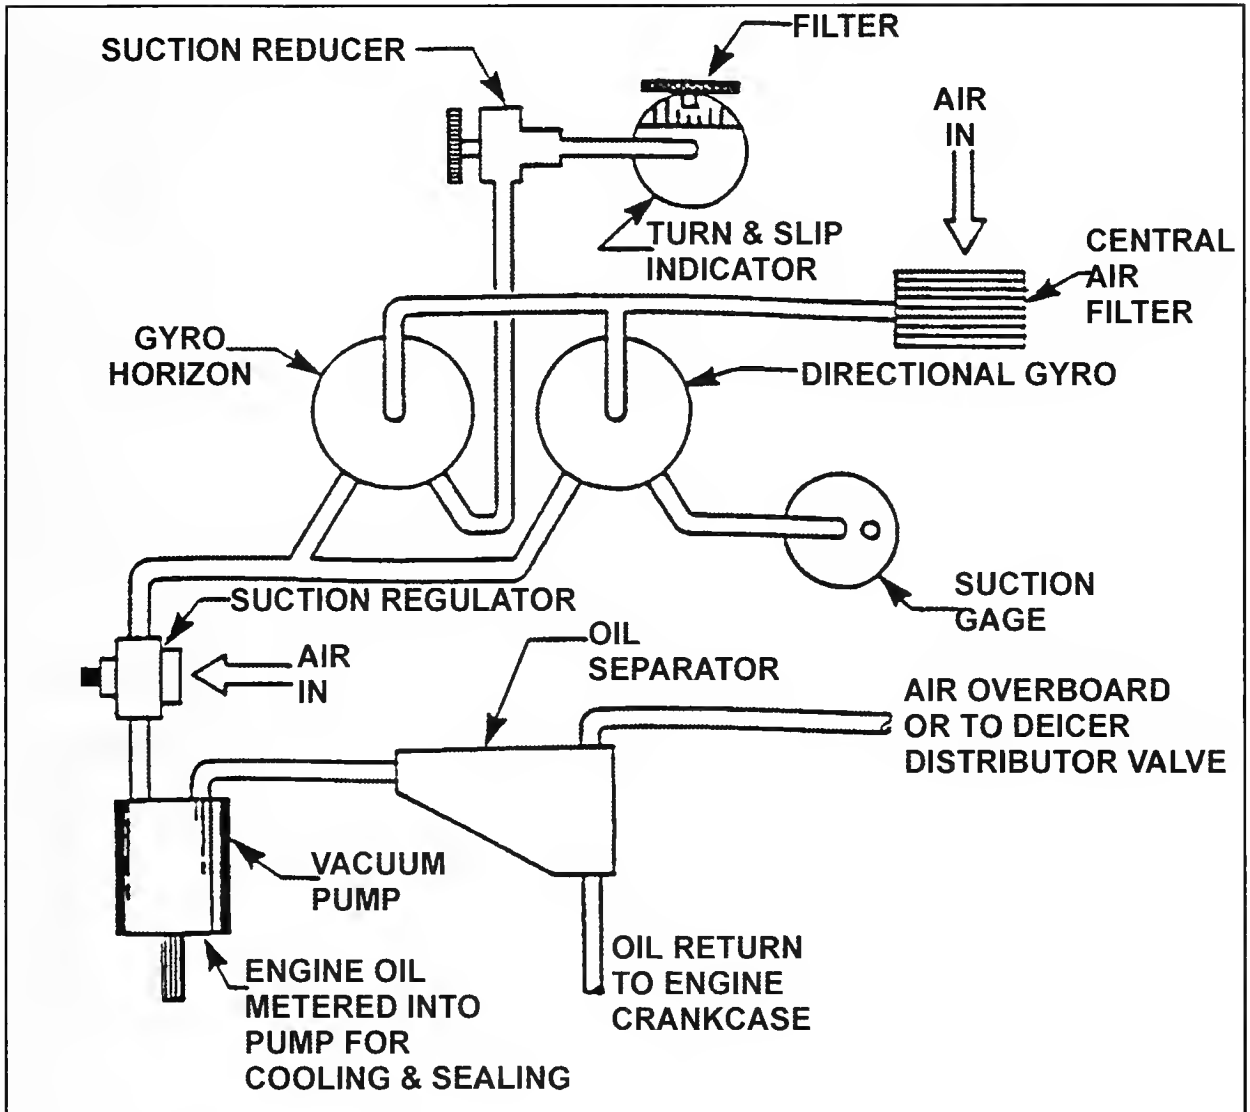 SUCTION REDUCER
FILTER
AIR
IN
TURN & SLIP
INDICATOR
CENTRAL
AIR
FILTER
GYRO
HORIZON
DIRECTIONAL GYRO
SUCTION
GAGE
SUCTION REGULATOR
AIR
IN
OIL
SEPARATOR
AIR OVERBOARD
OR TO DEICER
DISTRIBUTOR VALVE
VACUUM
PUMP
ENGINE OIL
METERED INTO
PUMP FOR
COOLING & SEALING
OIL RETURN
TO ENGINE
CRANKCASE